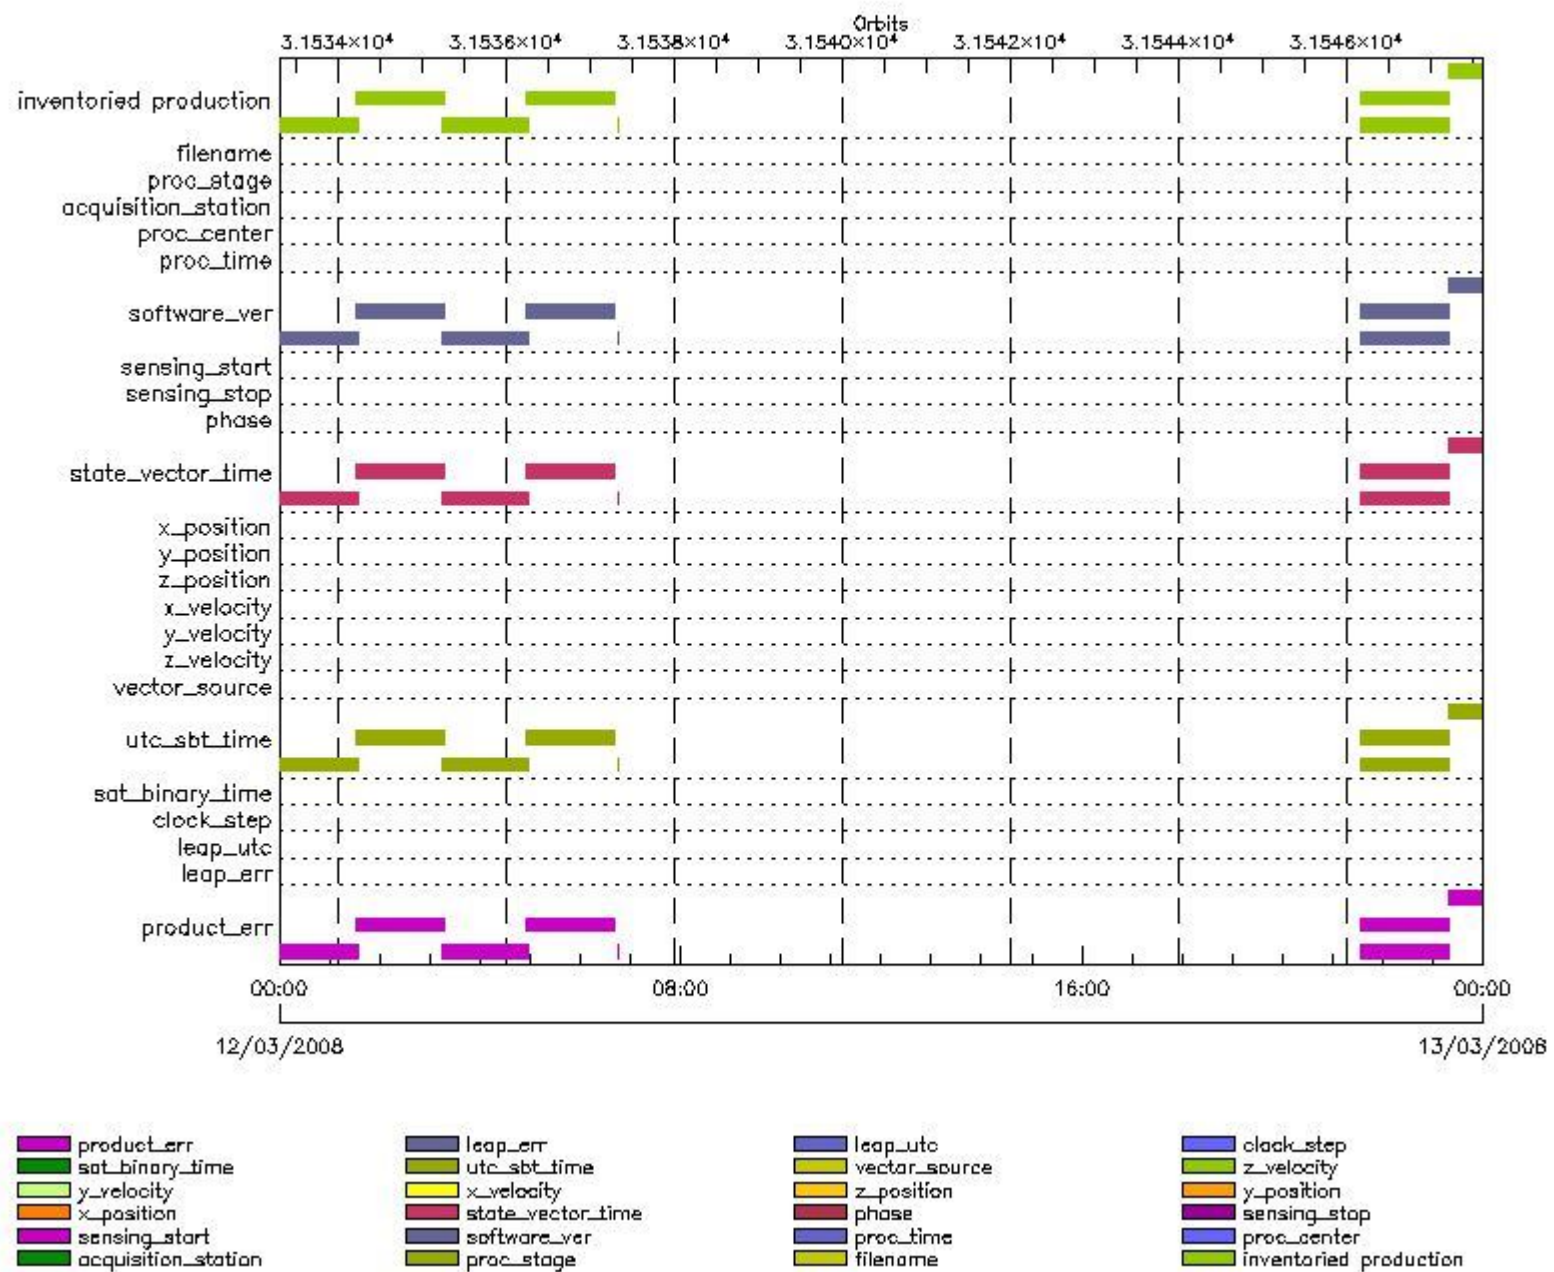 Orbits
3.1534×10⁴ 3.1536×10⁴ 3.1538×10⁴ 3.1540×10⁴ 3.1542×10⁴ 3.1544×10⁴ 3.1546×10⁴
inventoried production
filename
proc_stage
acquisition_station
proc_center
proc_time
software_ver
sensing_start
sensing_stop
phase
state_vector_time
x_position
y_position
z_position
x_velocity
y_velocity
z_velocity
vector_source
utc_sbt_time
sat_binary_time
clock_step
leap_utc
leap_err
product_err
00:00 08:00 16:00 00:00
12/03/2008 13/03/2008
product_err leap_err leap_utc clock_step
sat_binary_time utc_sbt_time vector_source z_velocity
y_velocity x_velocity z_position y_position
x_position state_vector_time phase sensing_stop
sensing_start software_ver proc_time proc_center
acquisition_station proc_stage filename inventoried production